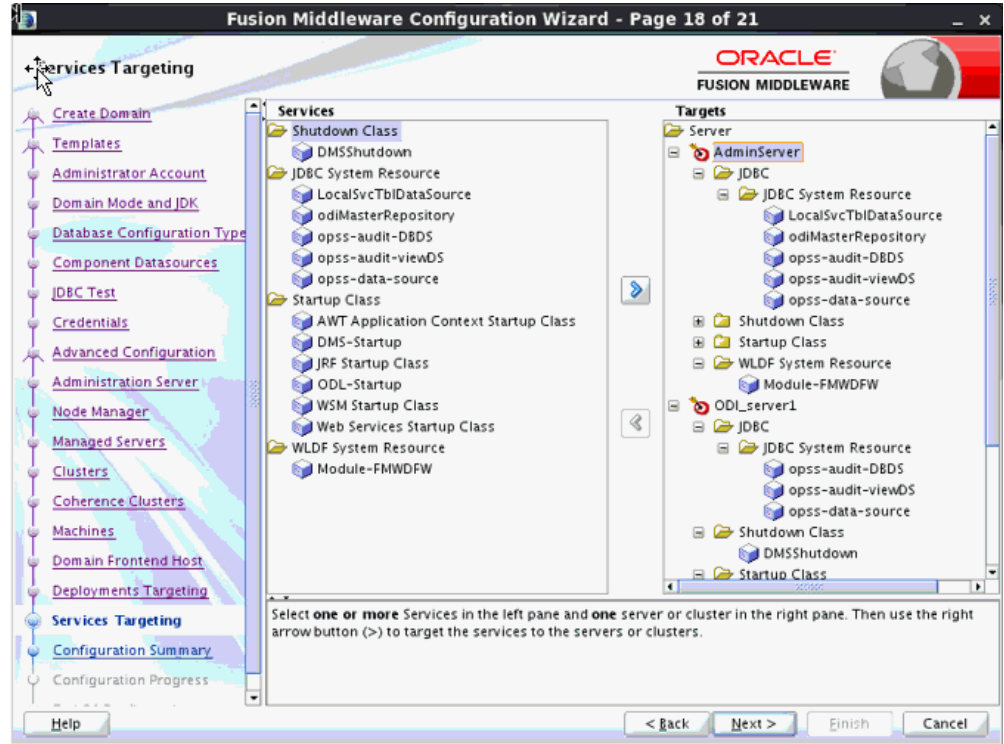 Fusion Middleware Configuration Wizard - Page 18 of 21
Services Targeting
ORACLE
FUSION MIDDLEWARE
Create Domain
Templates
Administrator Account
Domain Mode and JDK
Database Configuration Type
Component Datasources
JDBC Test
Credentials
Advanced Configuration
Administration Server
Node Manager
Managed Servers
Clusters
Coherence Clusters
Machines
Domain Frontend Host
Deployments Targeting
Services Targeting
Configuration Summary
Configuration Progress
Services
Shutdown Class
DMSShutdown
JDBC System Resource
LocalSvcTblDataSource
odiMasterRepository
opss-audit-DBDS
opss-audit-viewDS
opss-data-source
Startup Class
AWT Application Context Startup Class
DMS-Startup
JRF Startup Class
ODL-Startup
WSM Startup Class
Web Services Startup Class
WLDF System Resource
Module-FMWDFW
Targets
Server
AdminServer
JDBC
JDBC System Resource
LocalSvcTblDataSource
odiMasterRepository
opss-audit-DBDS
opss-audit-viewDS
opss-data-source
Shutdown Class
Startup Class
WLDF System Resource
Module-FMWDFW
ODI_server1
JDBC
JDBC System Resource
opss-audit-DBDS
opss-audit-viewDS
opss-data-source
Shutdown Class
DMSShutdown
Startup Class
Select one or more Services in the left pane and one server or cluster in the right pane. Then use the right
arrow button (>) to target the services to the servers or clusters.
Help
< Back
Next >
Finish
Cancel